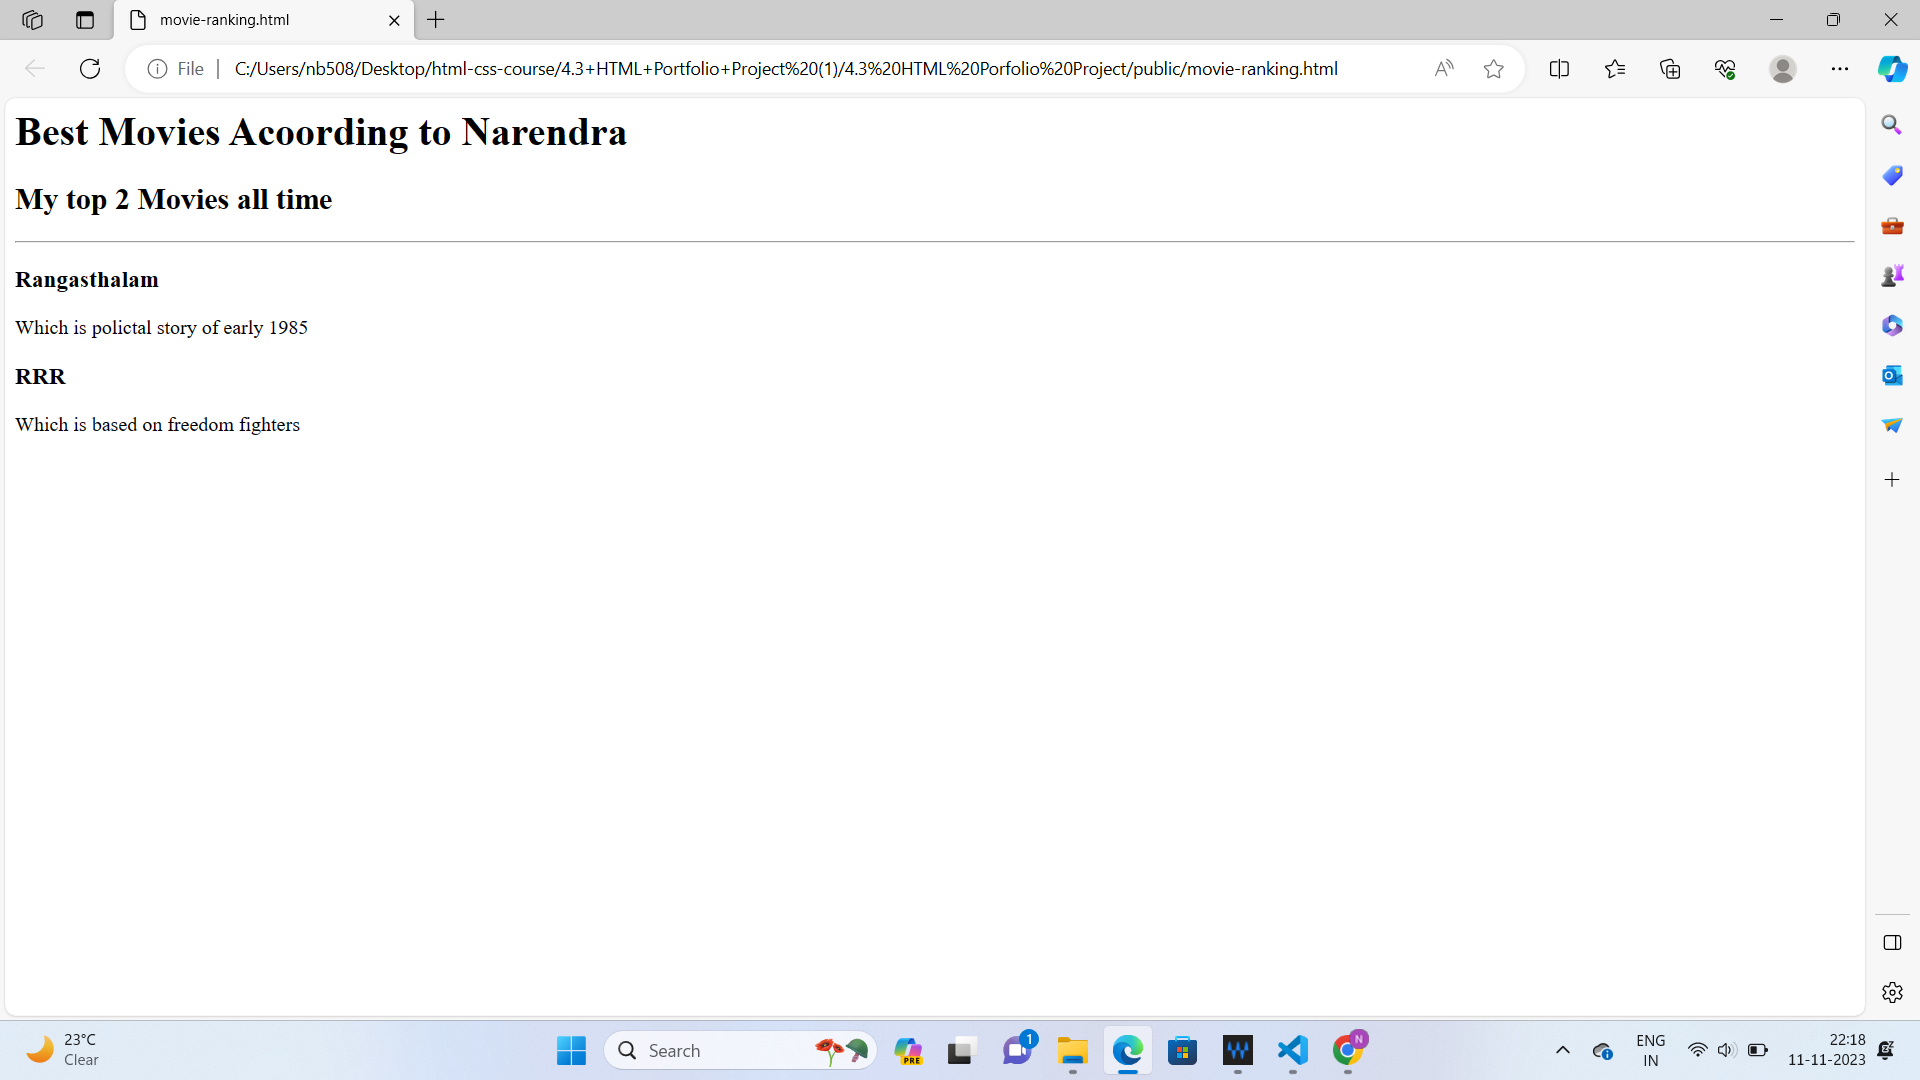 movie-ranking.html
File
C:/Users/nb508/Desktop/html-css-course/4.3+HTML+Portfolio+Project%20(1)/4.3%20HTML%20Porfolio%20Project/public/movie-ranking.html
Best Movies Acoording to Narendra
My top 2 Movies all time
Rangasthalam
Which is polictal story of early 1985
RRR
Which is based on freedom fighters
23°C
Clear
Search
PRE
1
N
ENG
IN
22:18
11-11-2023